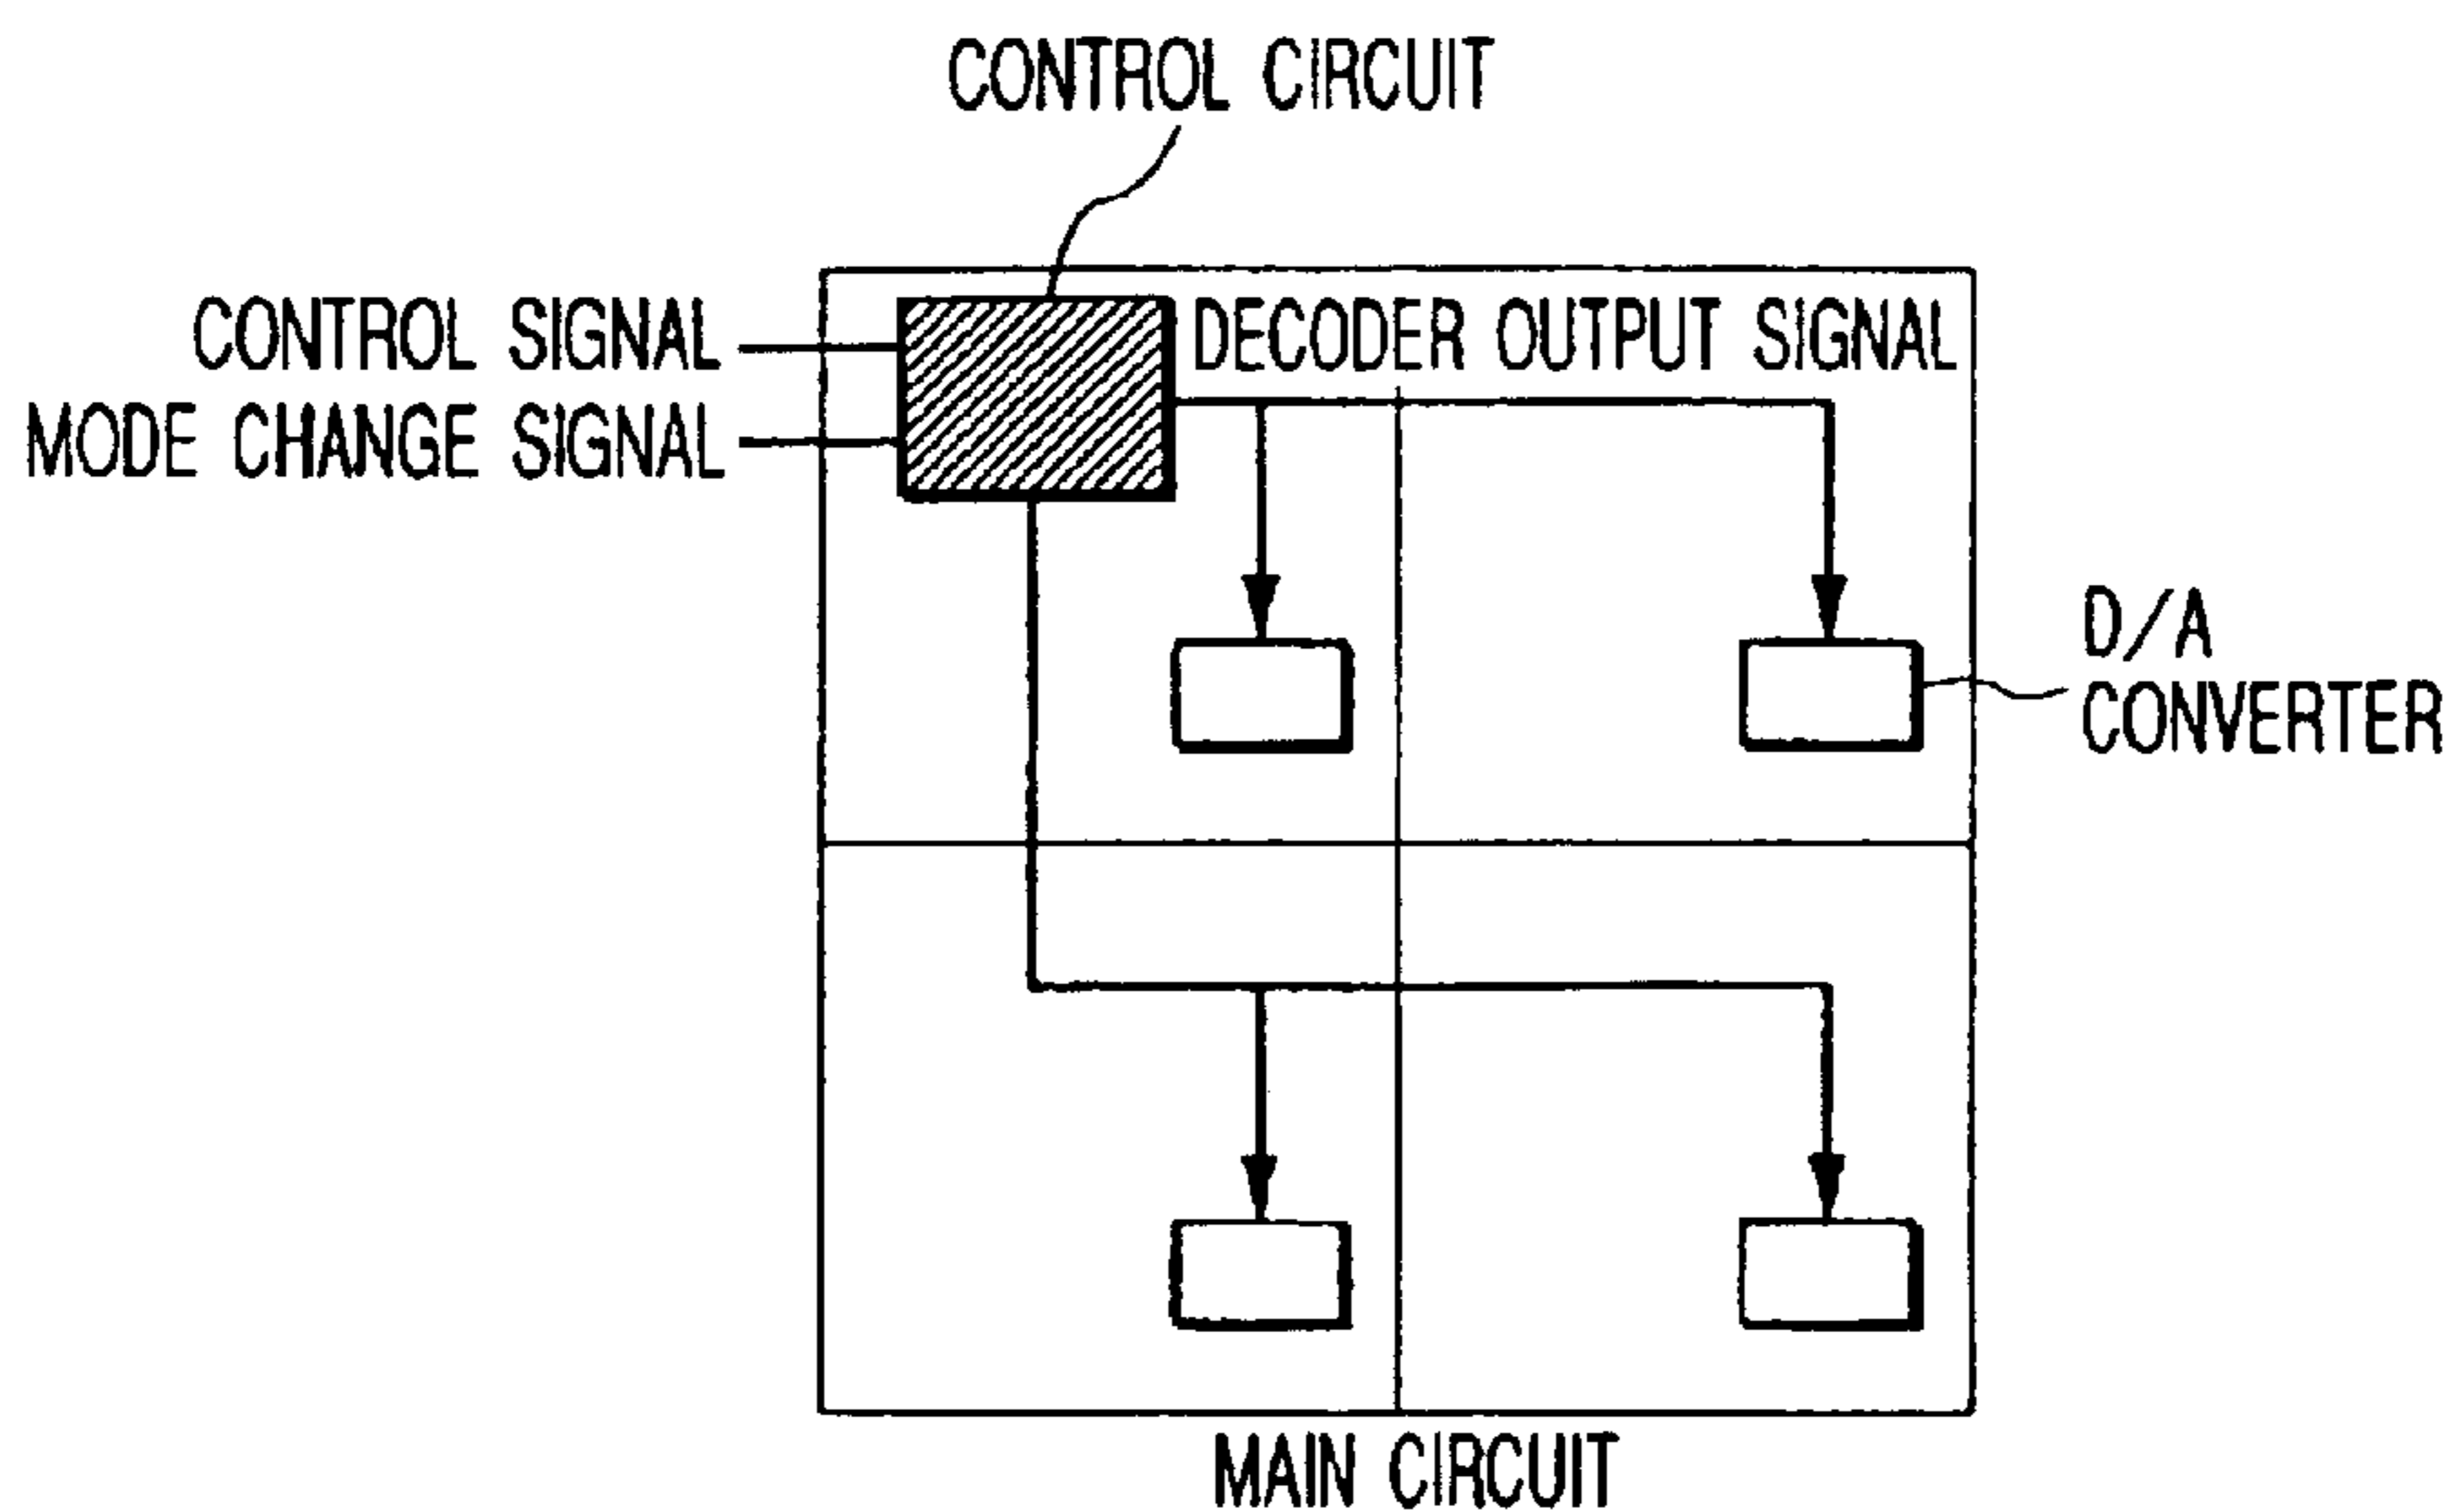 CONTROL CIRCUIT
CONTROL SIGNAL
DECODER OUTPUT SIGNAL
MODE CHANGE SIGNAL
D/A
CONVERTER
MAIN CIRCUIT